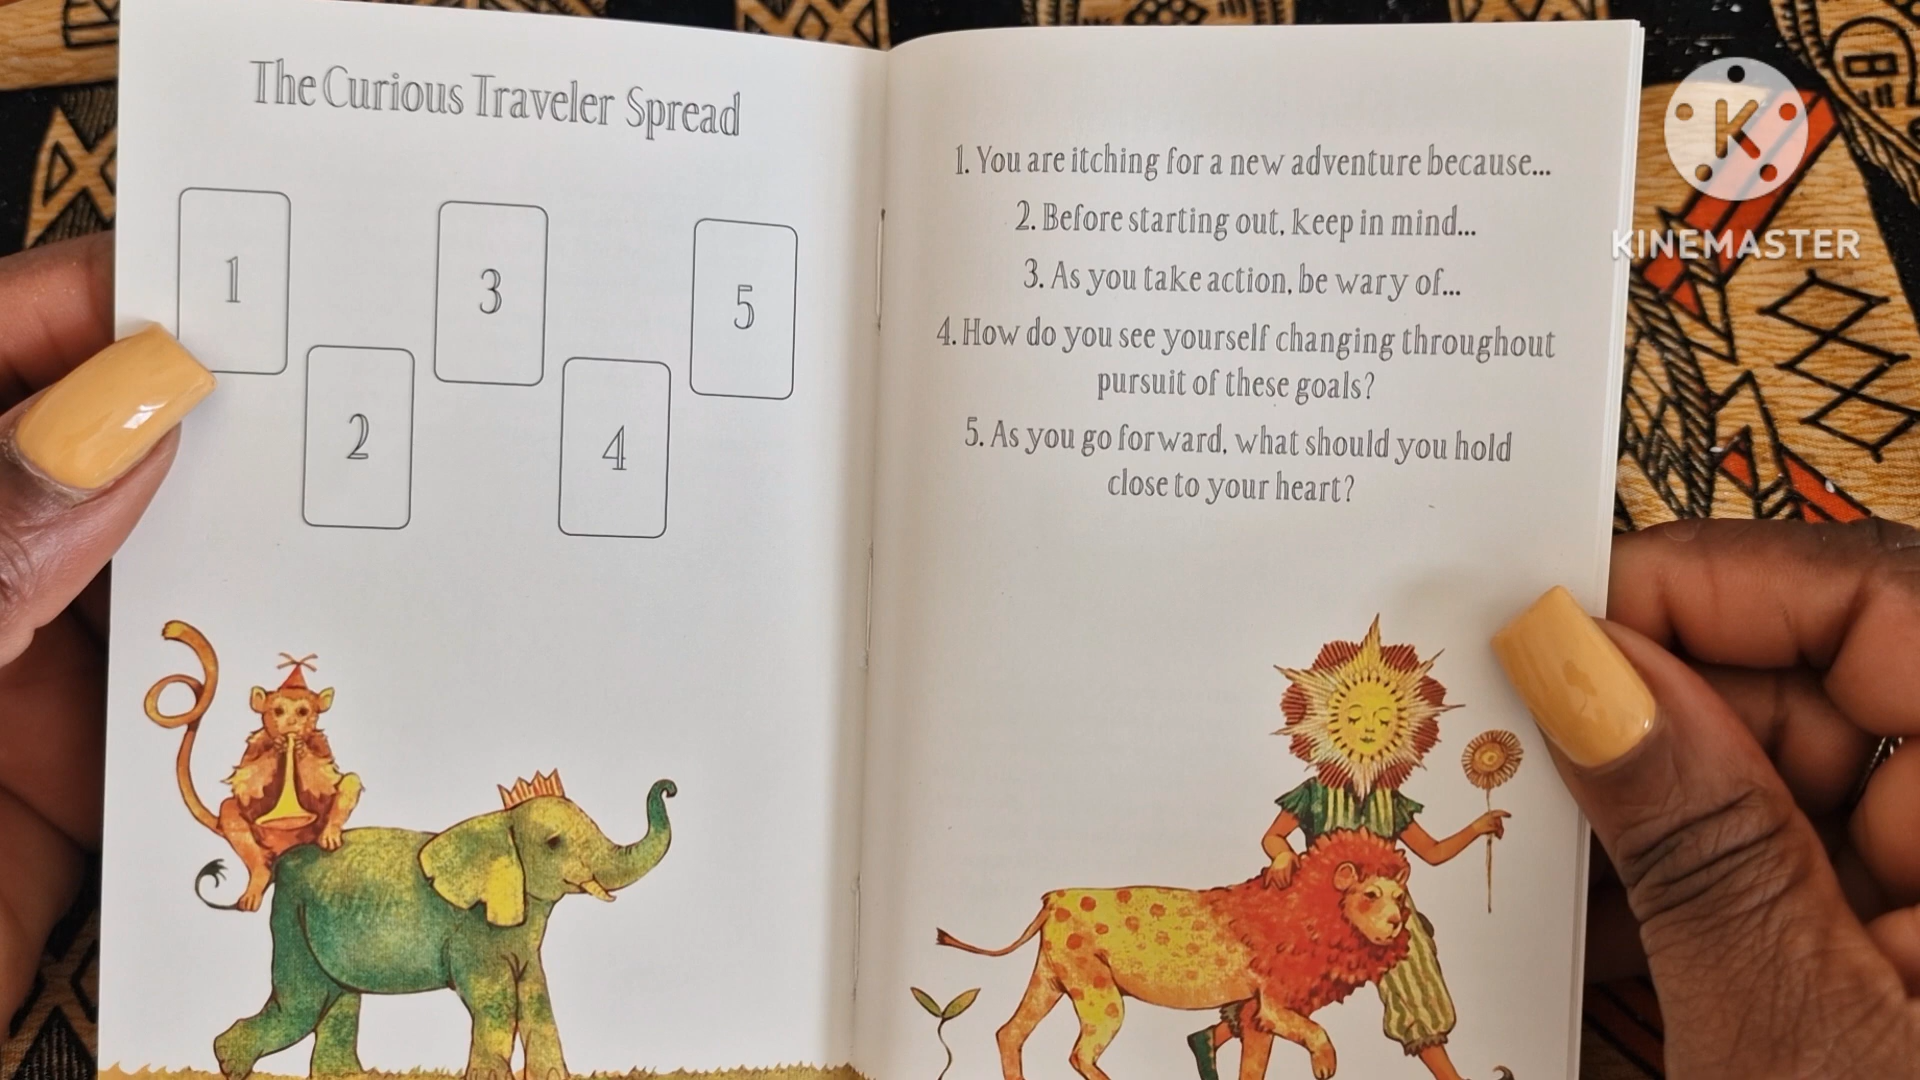 The Curious Traveler Spread
1
3
5
2
4
1. You are itching for a new adventure because...
2. Before starting out, keep in mind...
3. As you take action, be wary of...
4. How do you see yourself changing throughout
pursuit of these goals?
5. As you go forward, what should you hold
close to your heart?
K
KINEMASTER